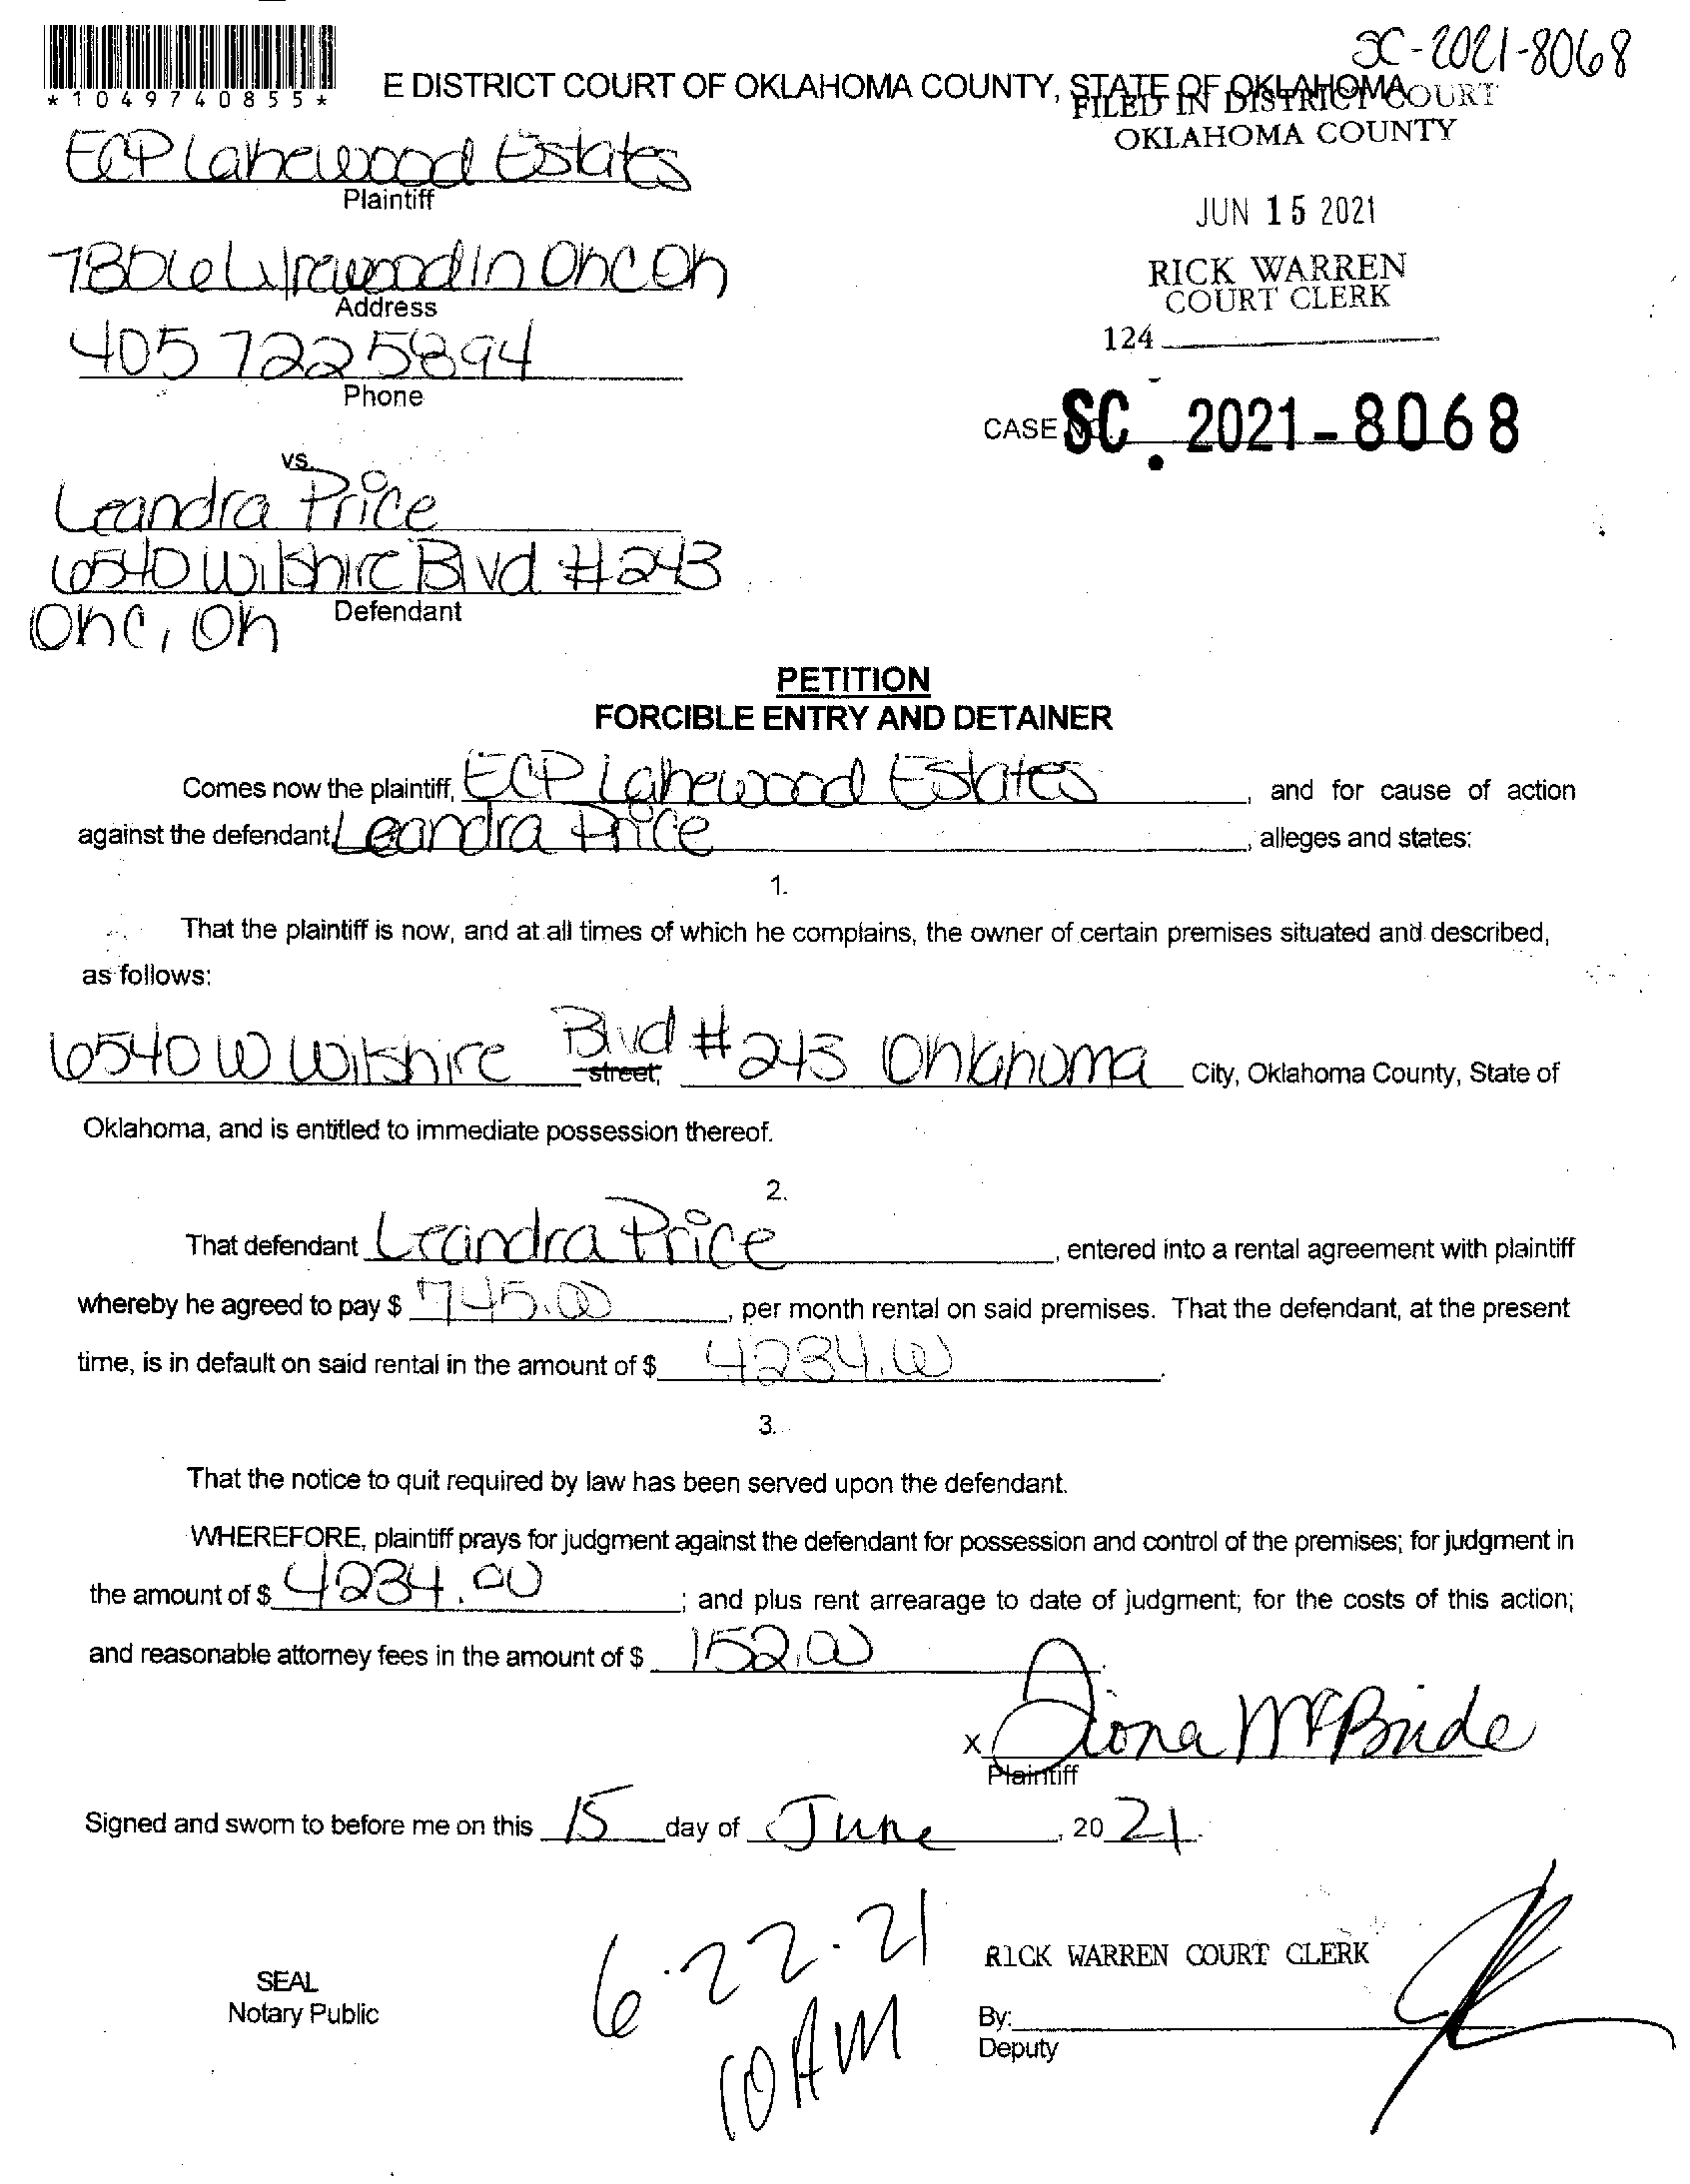 SC-2021-8068
*1049740855*
E DISTRICT COURT OF OKLAHOMA COUNTY, STATE OF OKLAHOMA
FILED IN DISTRICT COURT
OKLAHOMA COUNTY
JUN 15 2021
RICK WARREN
COURT CLERK
124
ECP Lakewood Estates
Plaintiff
OKC OK
Address
405 722 5894
Phone
CASE NO. SC 2021-8068
vs.
Leandra Price
6540 Wilshire Blvd #243
Defendant
OKC, OK
PETITION
FORCIBLE ENTRY AND DETAINER
Comes now the plaintiff, ECP Lakewood Estates, and for cause of action
against the defendant, Leandra Price, alleges and states:
1.
That the plaintiff is now, and at all times of which he complains, the owner of certain premises situated and described,
as follows:
6540 W Wilshire Blvd street, #243 Oklahoma City, Oklahoma County, State of
Oklahoma, and is entitled to immediate possession thereof.
2.
That defendant Leandra Price, entered into a rental agreement with plaintiff
whereby he agreed to pay $ 745.00, per month rental on said premises. That the defendant, at the present
time, is in default on said rental in the amount of $ 4234.00.
3.
That the notice to quit required by law has been served upon the defendant.
WHEREFORE, plaintiff prays for judgment against the defendant for possession and control of the premises; for judgment in
the amount of $ 4234.00; and plus rent arrearage to date of judgment; for the costs of this action;
and reasonable attorney fees in the amount of $ 152.00
x Diona McBride
Plaintiff
Signed and sworn to before me on this 15 day of June, 20 21.
6.22.21
10 AM
SEAL
Notary Public
RICK WARREN COURT CLERK
By:
Deputy